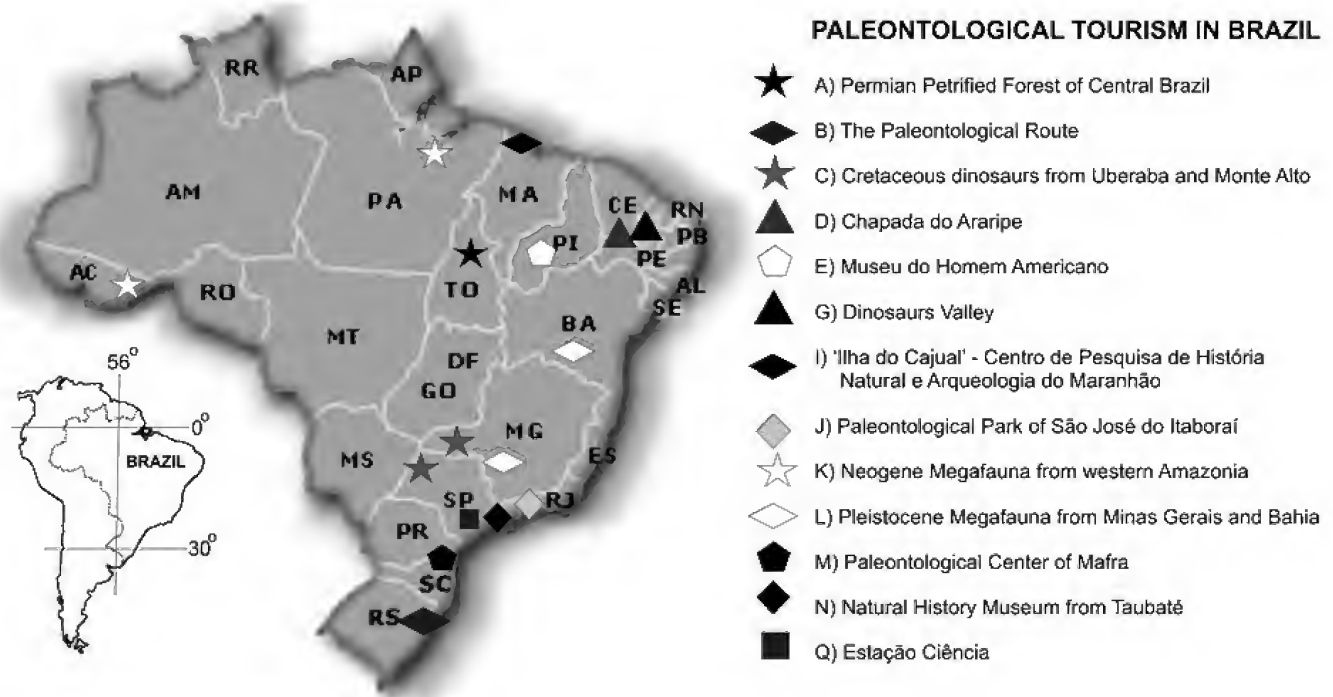 PALEONTOLOGICAL TOURISM IN BRAZIL
A) Permian Petrified Forest of Central Brazil
B) The Paleontological Route
C) Cretaceous dinosaurs from Uberaba and Monte Alto
D) Chapada do Araripe
E) Museu do Homem Americano
G) Dinosaurs Valley
I) 'Ilha do Cajual' - Centro de Pesquisa de História
Natural e Arqueologia do Maranhão
J) Paleontological Park of São José do Itaboraí
K) Neogene Megafauna from western Amazonia
L) Pleistocene Megafauna from Minas Gerais and Bahia
M) Paleontological Center of Mafra
N) Natural History Museum from Taubaté
Q) Estação Ciência
RR
AP
AM
PA
MA
CE
RN
PB
PI
PE
AC
RO
TO
AL
SE
BA
MT
DF
GO
MG
MS
ES
SP
RJ
PR
SC
RS
56°
0°
BRAZIL
30°